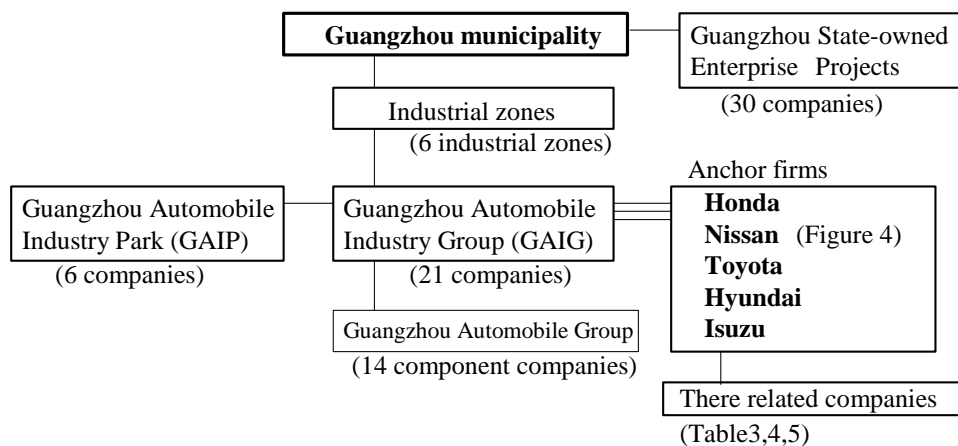 Guangzhou municipality
Guangzhou State-owned
Enterprise Projects
(30 companies)
Industrial zones
(6 industrial zones)
Anchor firms
Guangzhou Automobile
Industry Park (GAIP)
(6 companies)
Guangzhou Automobile
Industry Group (GAIG)
(21 companies)
Honda
Nissan (Figure 4)
Toyota
Hyundai
Isuzu
Guangzhou Automobile Group
(14 component companies)
There related companies
(Table3,4,5)